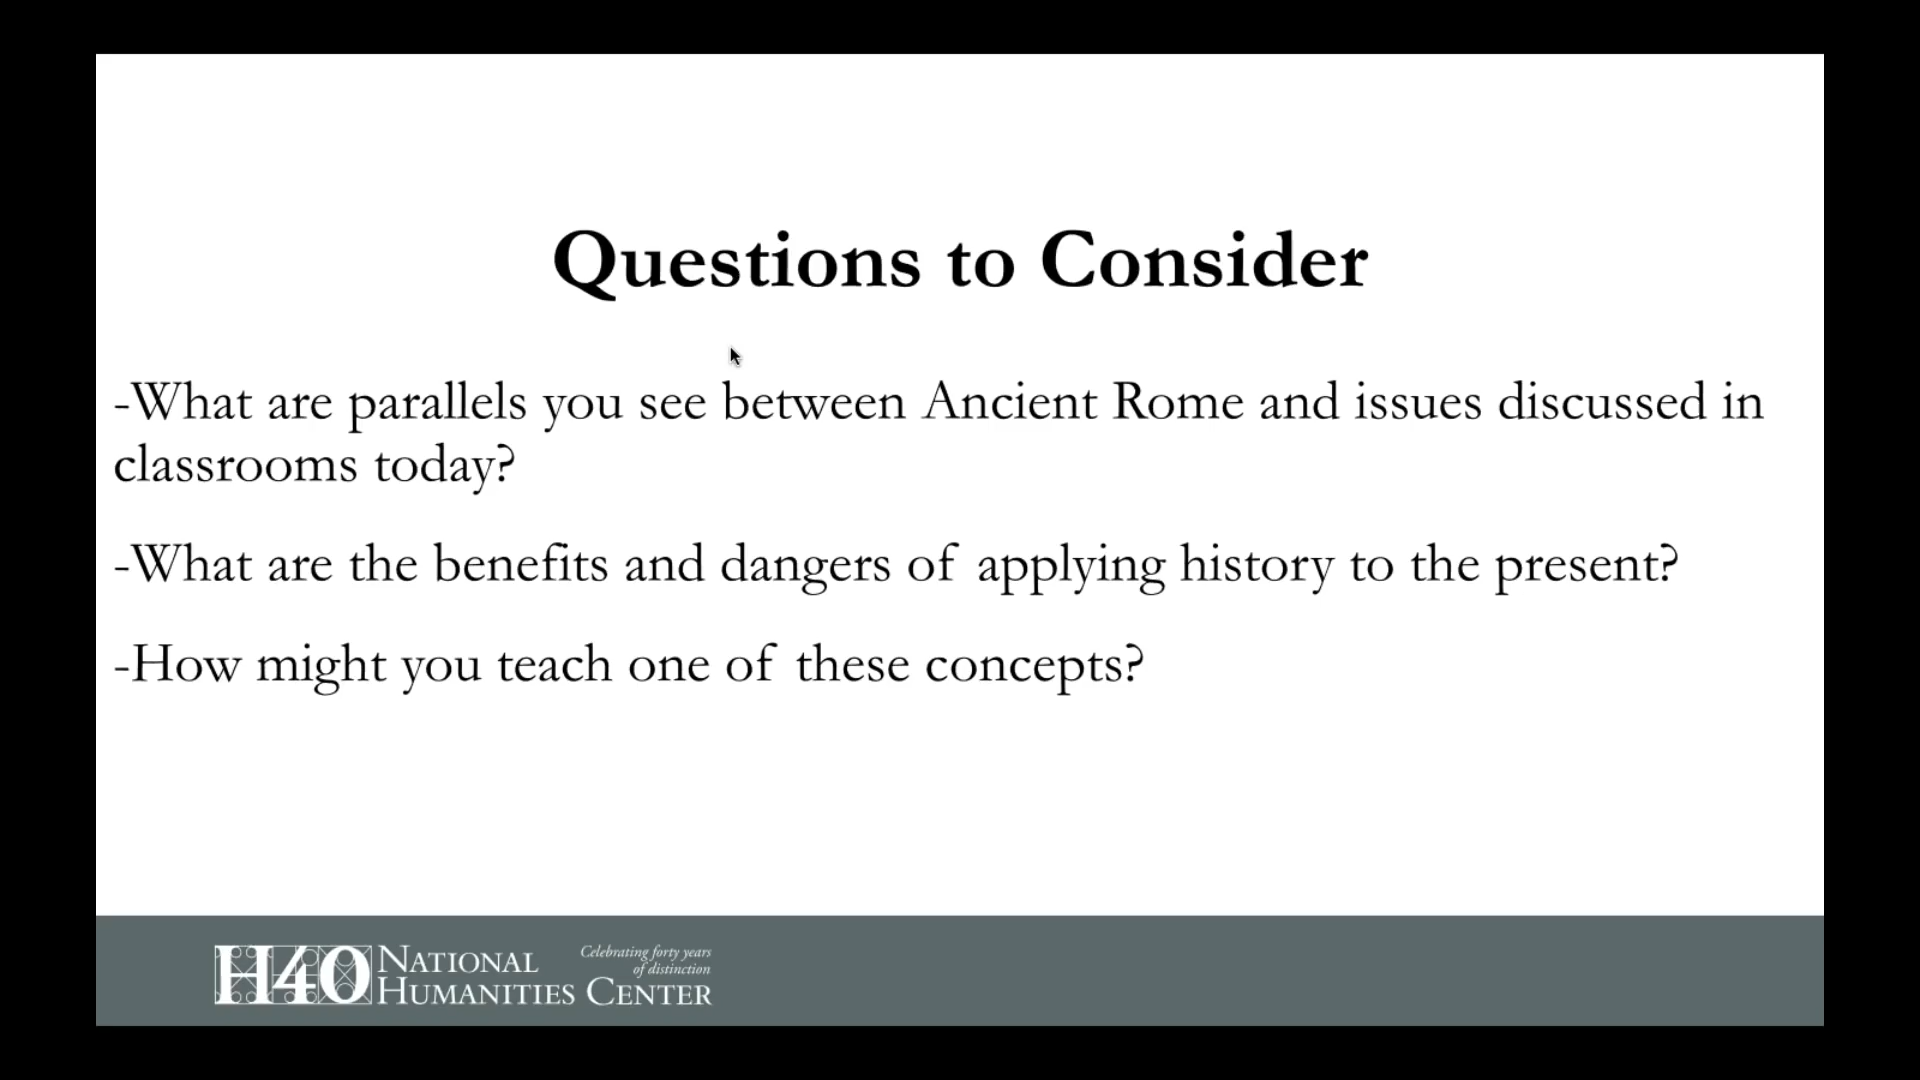 Questions to Consider
-What are parallels you see between Ancient Rome and issues discussed in
classrooms today?
-What are the benefits and dangers of applying history to the present?
-How might you teach one of these concepts?
H40
NATIONAL
HUMANITIES CENTER
Celebrating forty years
of distinction